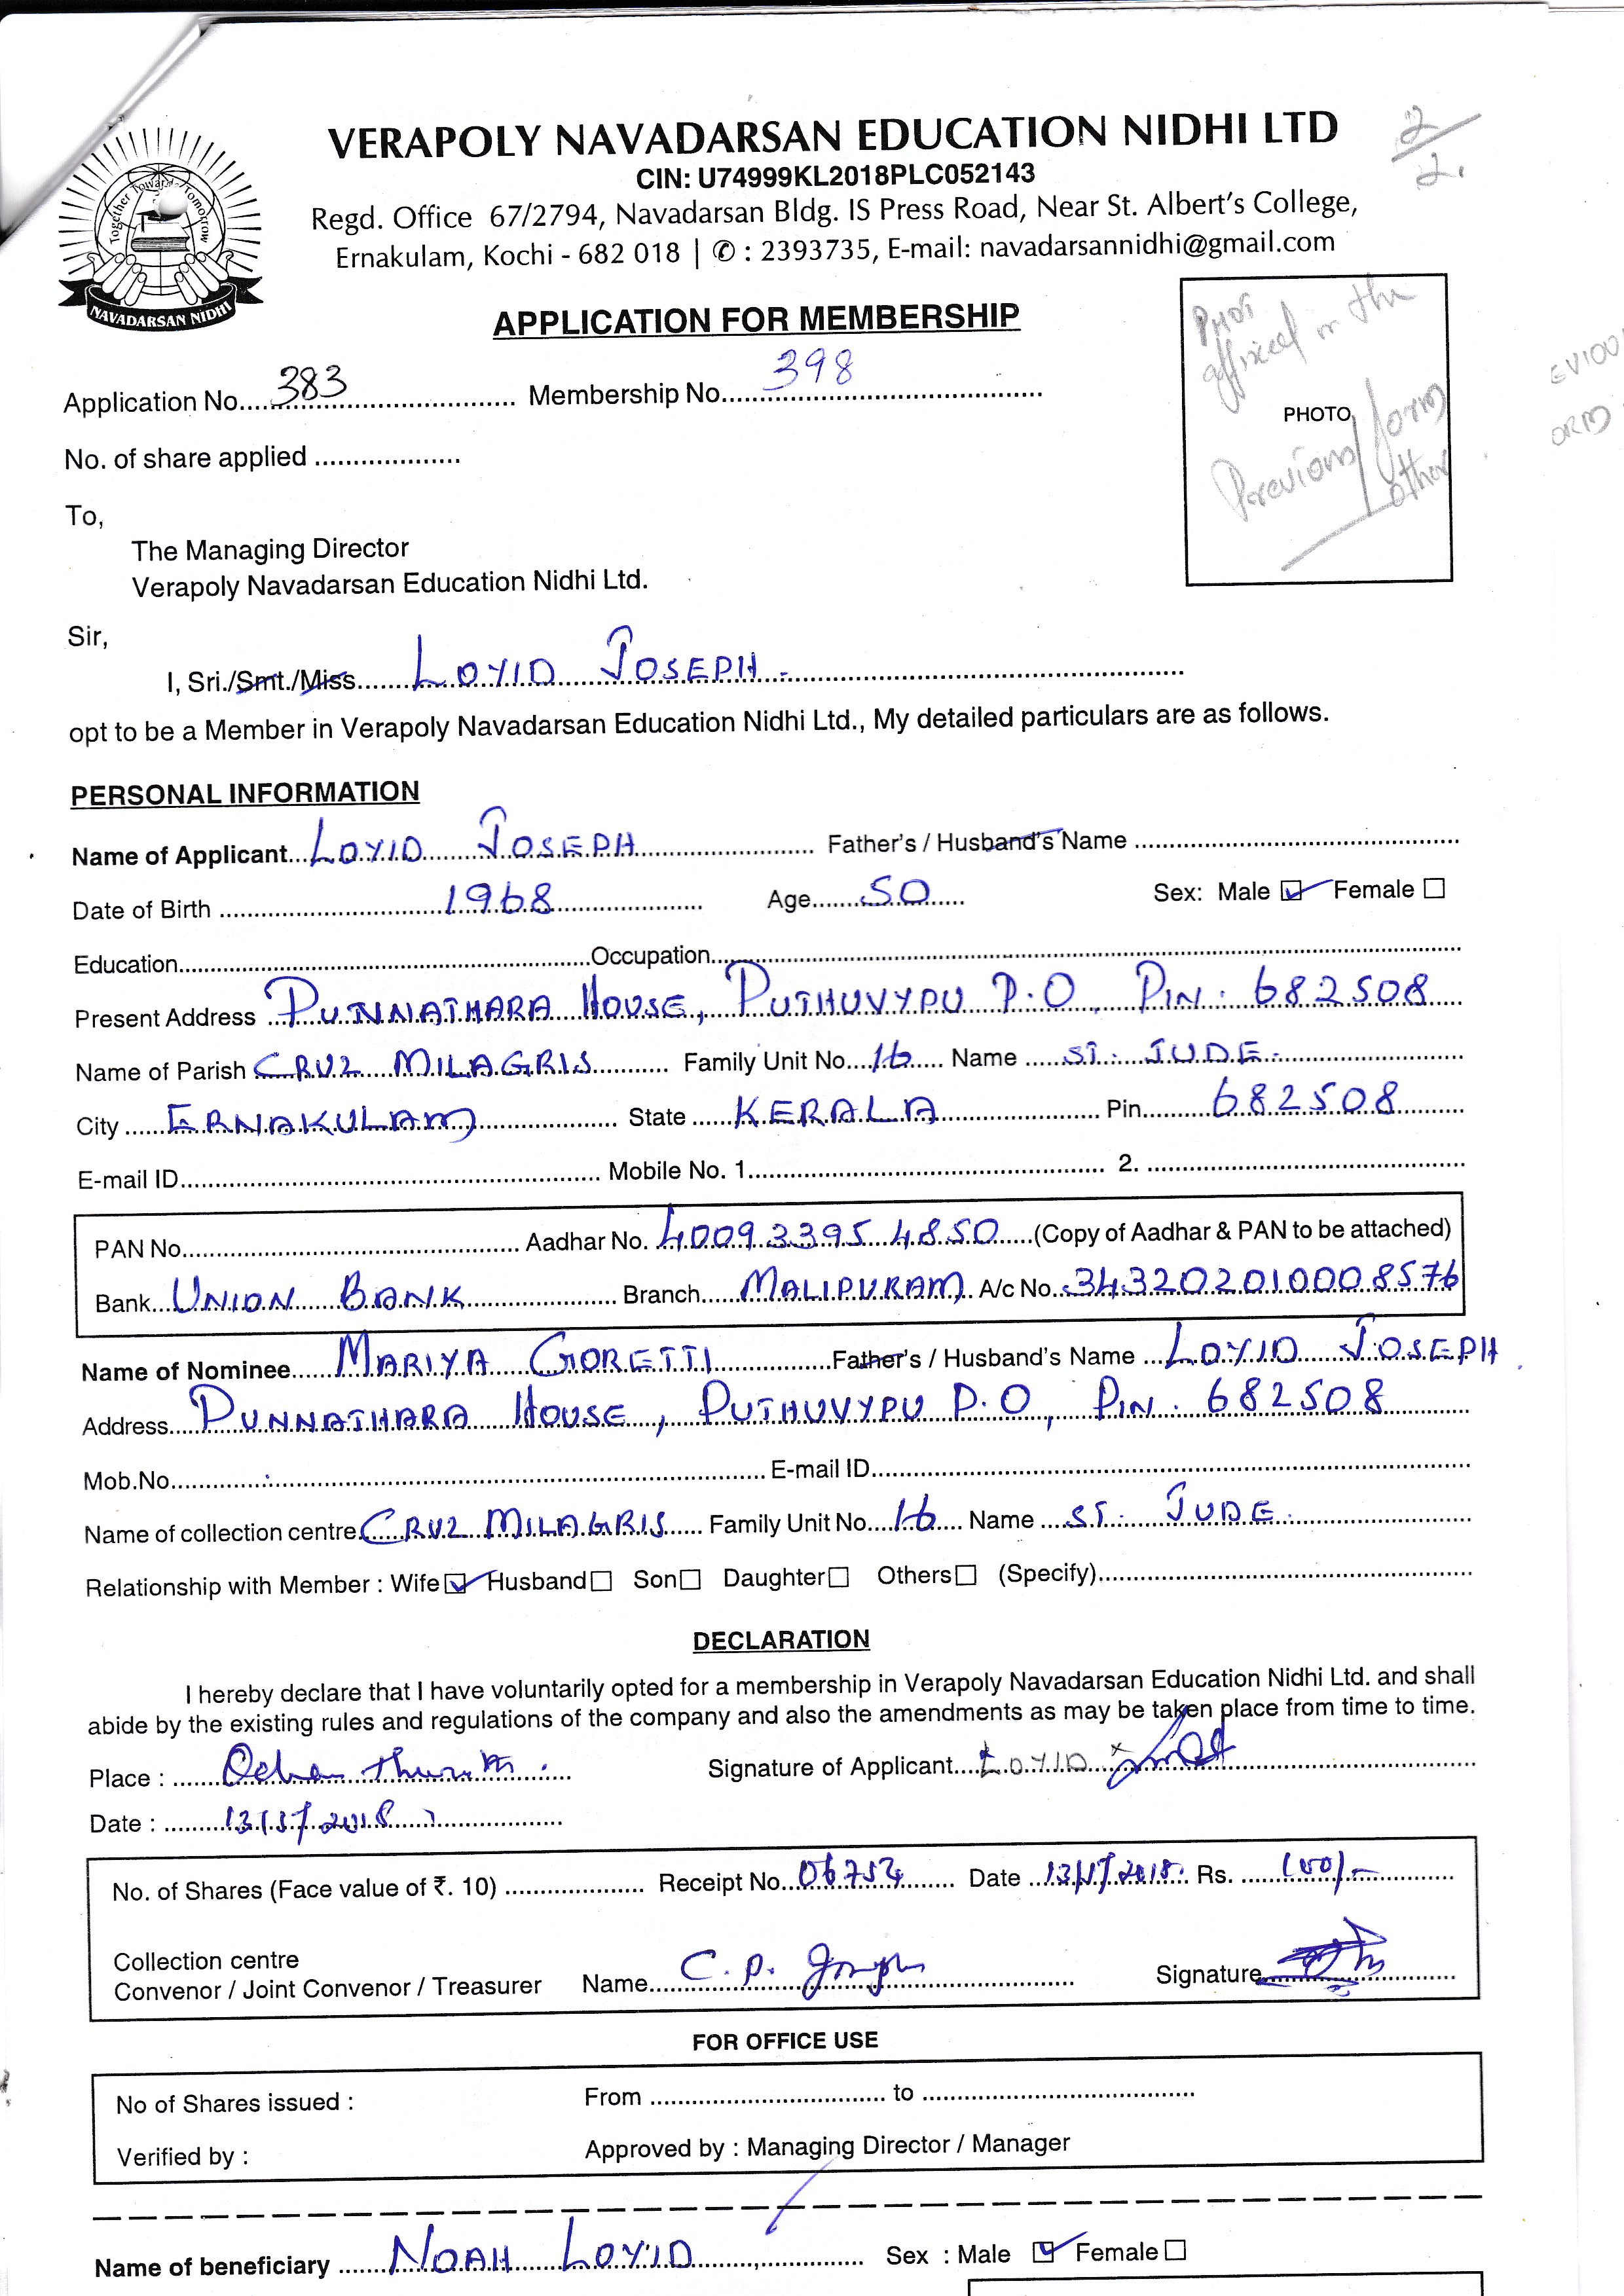 VERAPOLY NAVADARSAN EDUCATION NIDHI LTD
CIN: U74999KL2018PLC052143
Regd. Office 67/2794, Navadarsan Bldg. IS Press Road, Near St. Albert's College,
Ernakulam, Kochi - 682 018 | ✆ : 2393735, E-mail: navadarsannidhi@gmail.com
Together Towards Tomorrow
NAVADARSAN NIDHI
2/2.
APPLICATION FOR MEMBERSHIP
Application No. 383 Membership No. 398
PHOTO
affixed in the
Previous form
other
EVIOU
ORM
No. of share applied
To,
The Managing Director
Verapoly Navadarsan Education Nidhi Ltd.
Sir,
I, Sri./Smt./Miss LOYID JOSEPH
opt to be a Member in Verapoly Navadarsan Education Nidhi Ltd., My detailed particulars are as follows.
PERSONAL INFORMATION
Name of Applicant LOYID JOSEPH Father's / Husband's Name
Date of Birth 1968 Age 50 Sex: Male ☑ Female ☐
Education Occupation
Present Address PUNNATHARA HOUSE, PUTHUVYPU P.O, PIN. 682508
Name of Parish CRUZ MILAGRIS Family Unit No. 16 Name ST. JUDE.
City ERNAKULAM State KERALA Pin 682508
E-mail ID Mobile No. 1. 2.
PAN No. Aadhar No. 4009 3395 4850 (Copy of Aadhar & PAN to be attached)
Bank UNION BANK Branch MALIPURAM A/c No. 343202010008576
Name of Nominee MARIYA GORETTI Father's / Husband's Name LOYID JOSEPH
Address PUNNATHARA HOUSE, PUTHUVYPU P.O, PIN. 682508
Mob.No. E-mail ID
Name of collection centre CRUZ MILAGRIS Family Unit No. 16 Name ST. JUDE.
Relationship with Member : Wife ☑ Husband ☐ Son ☐ Daughter ☐ Others ☐ (Specify)
DECLARATION
I hereby declare that I have voluntarily opted for a membership in Verapoly Navadarsan Education Nidhi Ltd. and shall
abide by the existing rules and regulations of the company and also the amendments as may be taken place from time to time.
Place : Signature of Applicant LOYID
Date : 2018
No. of Shares (Face value of ₹. 10) Receipt No. 06752 Date 2018 Rs. 100/-
Collection centre
Convenor / Joint Convenor / Treasurer Name C.P. Joseph Signature
FOR OFFICE USE
No of Shares issued : From to
Verified by : Approved by : Managing Director / Manager
Name of beneficiary NOAH LOYID Sex : Male ☑ Female ☐